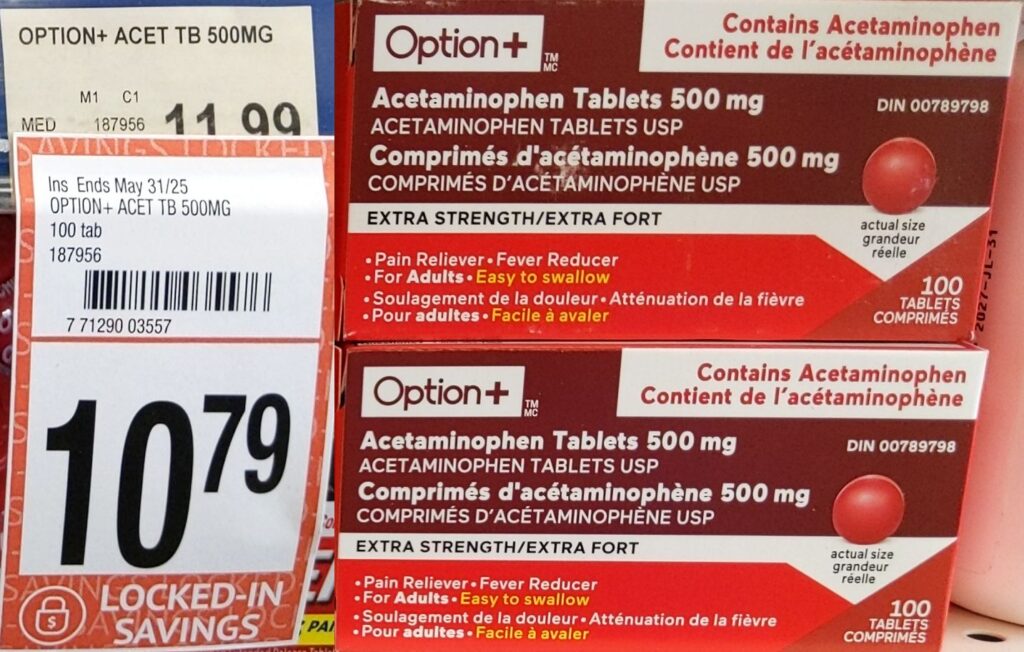 OPTION+ ACET TB 500MG
M1 C1
MED 187956 11.99
SAVINGS LOCKE
Ins Ends May 31/25
OPTION+ ACET TB 500MG
100 tab
187956
7 71290 03557
10 79
LOCKED-IN
SAVINGS
Option+ TM
MC
Contains Acetaminophen
Contient de l'acétaminophène
Acetaminophen Tablets 500 mg
DIN 00789798
ACETAMINOPHEN TABLETS USP
Comprimés d'acétaminophène 500 mg
COMPRIMÉS D'ACÉTAMINOPHÈNE USP
EXTRA STRENGTH/EXTRA FORT
actual size
grandeur
réelle
• Pain Reliever • Fever Reducer
• For Adults • Easy to swallow
• Soulagement de la douleur • Atténuation de la fièvre
• Pour adultes • Facile à avaler
100
TABLETS
COMPRIMÉS
2027-JL-31
Option+ TM
MC
Contains Acetaminophen
Contient de l'acétaminophène
Acetaminophen Tablets 500 mg
DIN 00789798
ACETAMINOPHEN TABLETS USP
Comprimés d'acétaminophène 500 mg
COMPRIMÉS D'ACÉTAMINOPHÈNE USP
EXTRA STRENGTH/EXTRA FORT
actual size
grandeur
réelle
• Pain Reliever • Fever Reducer
• For Adults • Easy to swallow
• Soulagement de la douleur • Atténuation de la fièvre
• Pour adultes • Facile à avaler
100
TABLETS
COMPRIMÉS